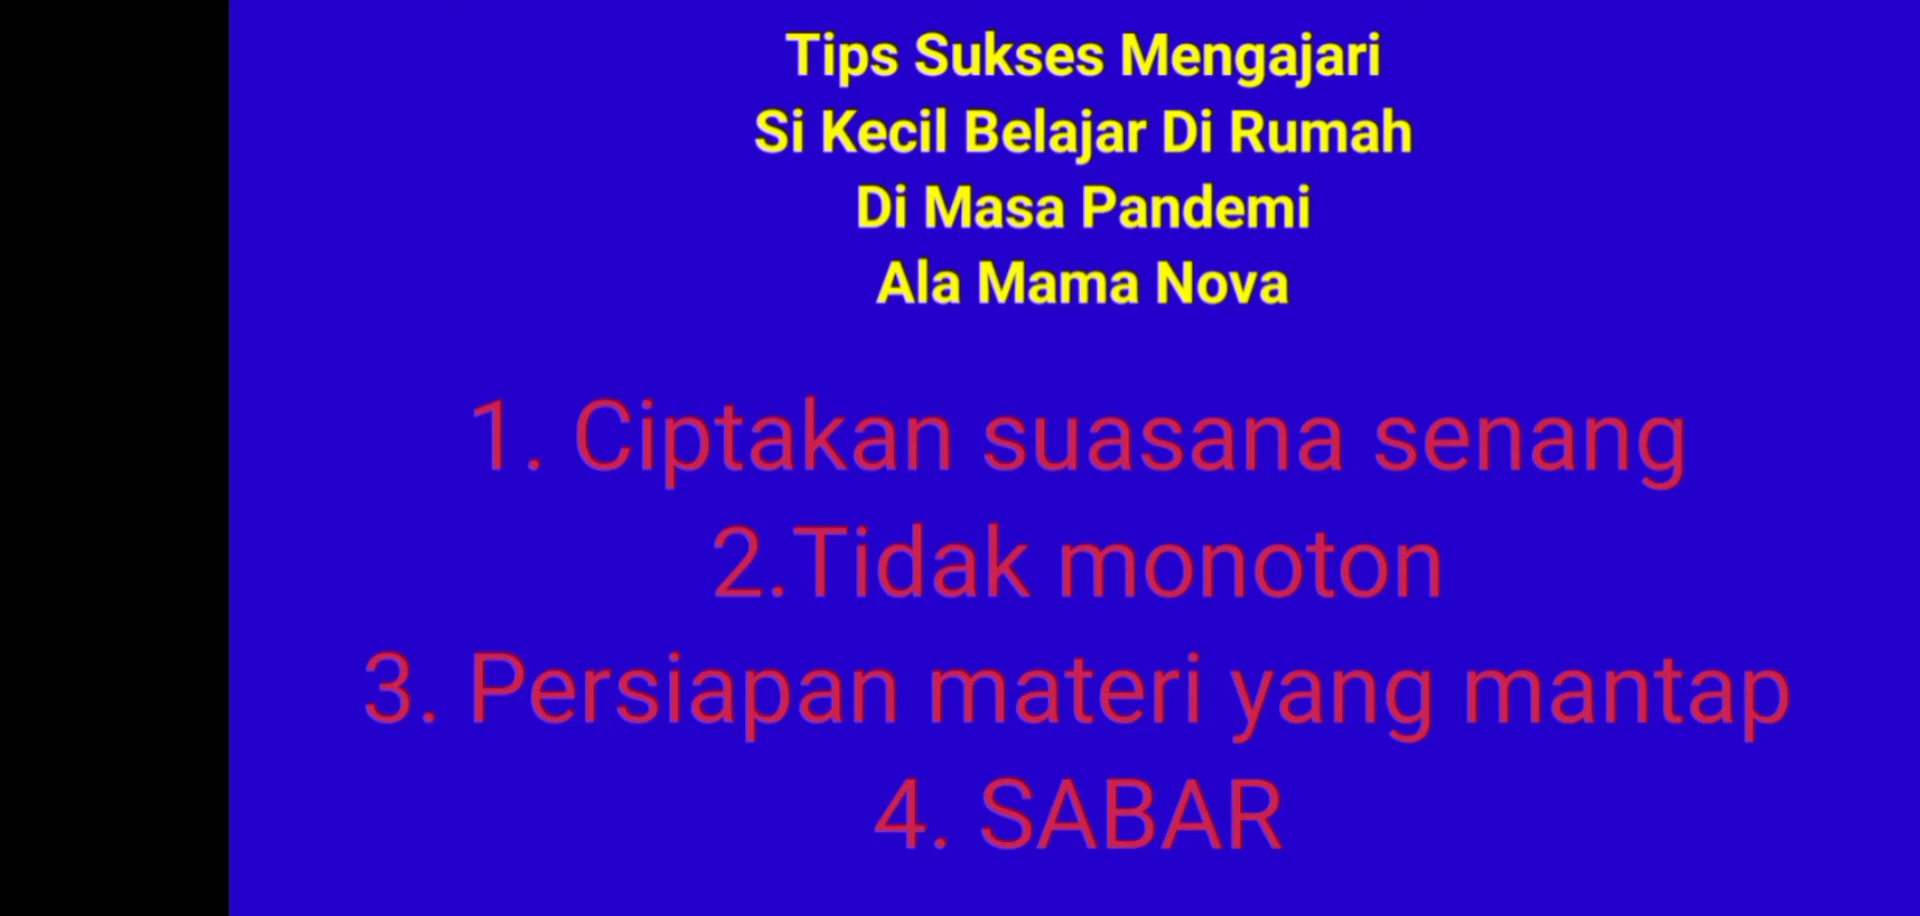 Tips Sukses Mengajari
Si Kecil Belajar Di Rumah
Di Masa Pandemi
Ala Mama Nova
1. Ciptakan suasana senang
2.Tidak monoton
3. Persiapan materi yang mantap
4. SABAR